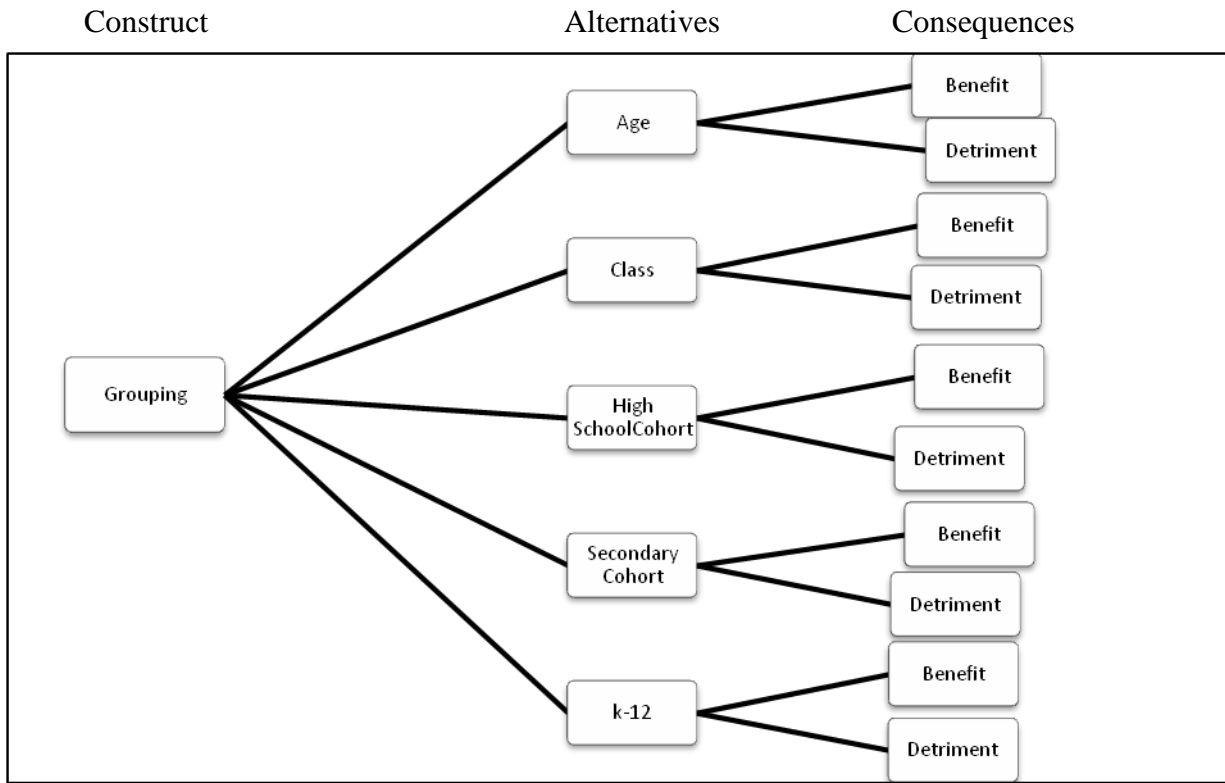 Construct Alternatives Consequences
Benefit
Age
Detriment
Benefit
Class
Detriment
Grouping
Benefit
High
SchoolCohort
Detriment
Benefit
Secondary
Cohort
Detriment
Benefit
k-12
Detriment